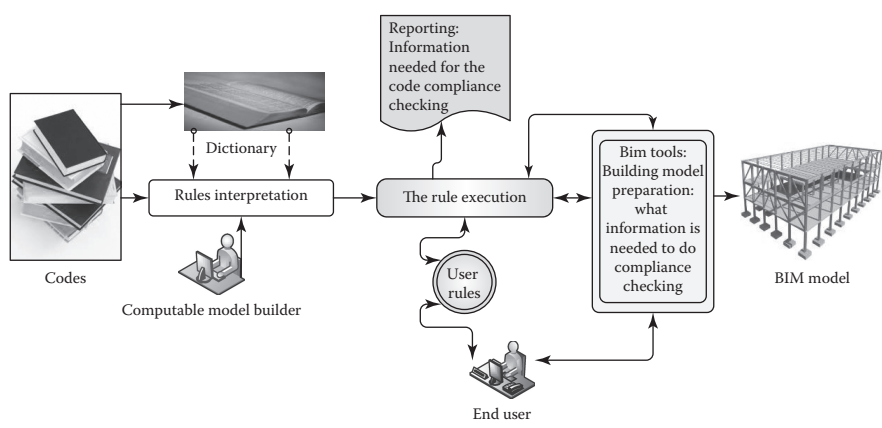 Reporting:
Information
needed for the
code compliance
checking
Dictionary
Bim tools:
Building model
preparation:
what
information is
needed to do
compliance
checking
Rules interpretation
The rule execution
Codes
User
rules
BIM model
Computable model builder
End user